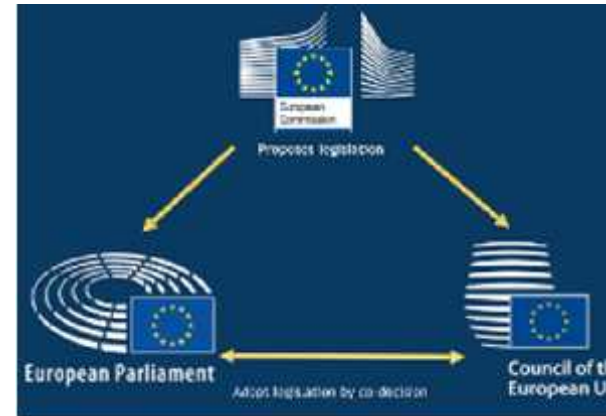 European
Commission
Proposes legislation
European Parliament
Council of th
European U
Adopt legislation by co-decision